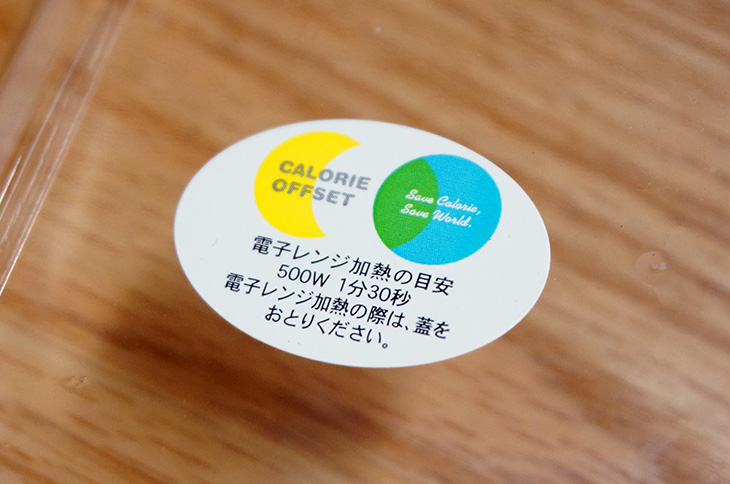 CALORIE
OFFSET
Save Calorie,
Save World.
電子レンジ加熱の目安
500W 1分30秒
電子レンジ加熱の際は、蓋を
おとりください。